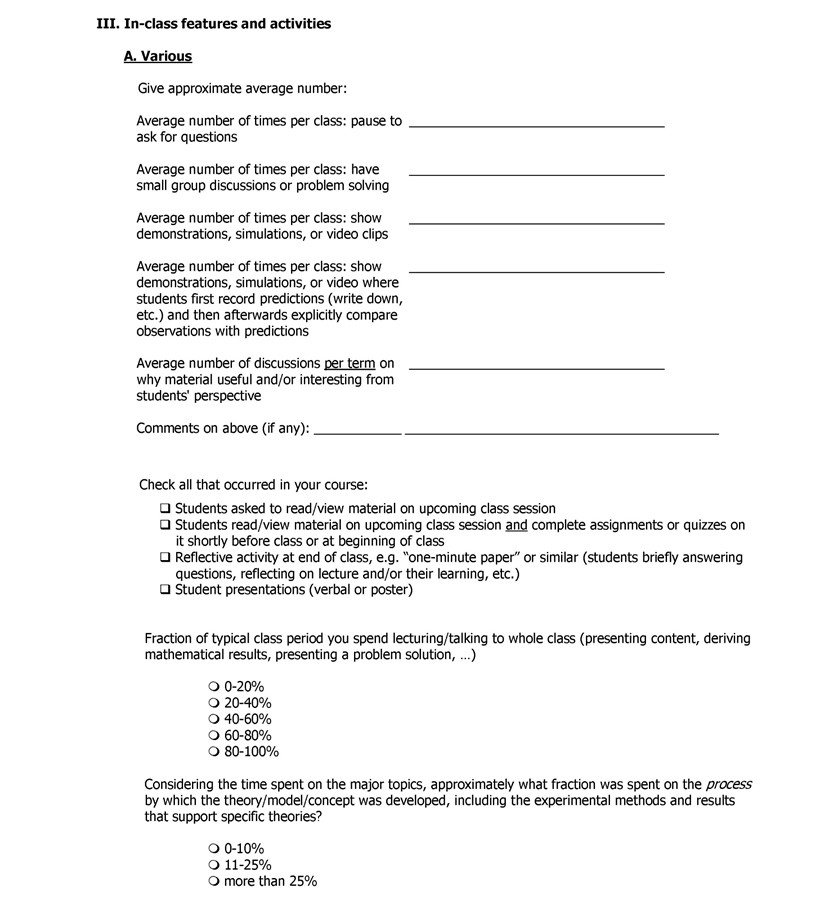 III. In-class features and activities
A. Various
Give approximate average number:
Average number of times per class: pause to ____
ask for questions
Average number of times per class: have ____
small group discussions or problem solving
Average number of times per class: show ____
demonstrations, simulations, or video clips
Average number of times per class: show ____
demonstrations, simulations, or video where
students first record predictions (write down,
etc.) and then afterwards explicitly compare
observations with predictions
Average number of discussions per term on ____
why material useful and/or interesting from
students' perspective
Comments on above (if any): ____ ____
Check all that occurred in your course:
❑ Students asked to read/view material on upcoming class session
❑ Students read/view material on upcoming class session and complete assignments or quizzes on
it shortly before class or at beginning of class
❑ Reflective activity at end of class, e.g. “one-minute paper” or similar (students briefly answering
questions, reflecting on lecture and/or their learning, etc.)
❑ Student presentations (verbal or poster)
Fraction of typical class period you spend lecturing/talking to whole class (presenting content, deriving
mathematical results, presenting a problem solution, …)
❍ 0-20%
❍ 20-40%
❍ 40-60%
❍ 60-80%
❍ 80-100%
Considering the time spent on the major topics, approximately what fraction was spent on the process
by which the theory/model/concept was developed, including the experimental methods and results
that support specific theories?
❍ 0-10%
❍ 11-25%
❍ more than 25%